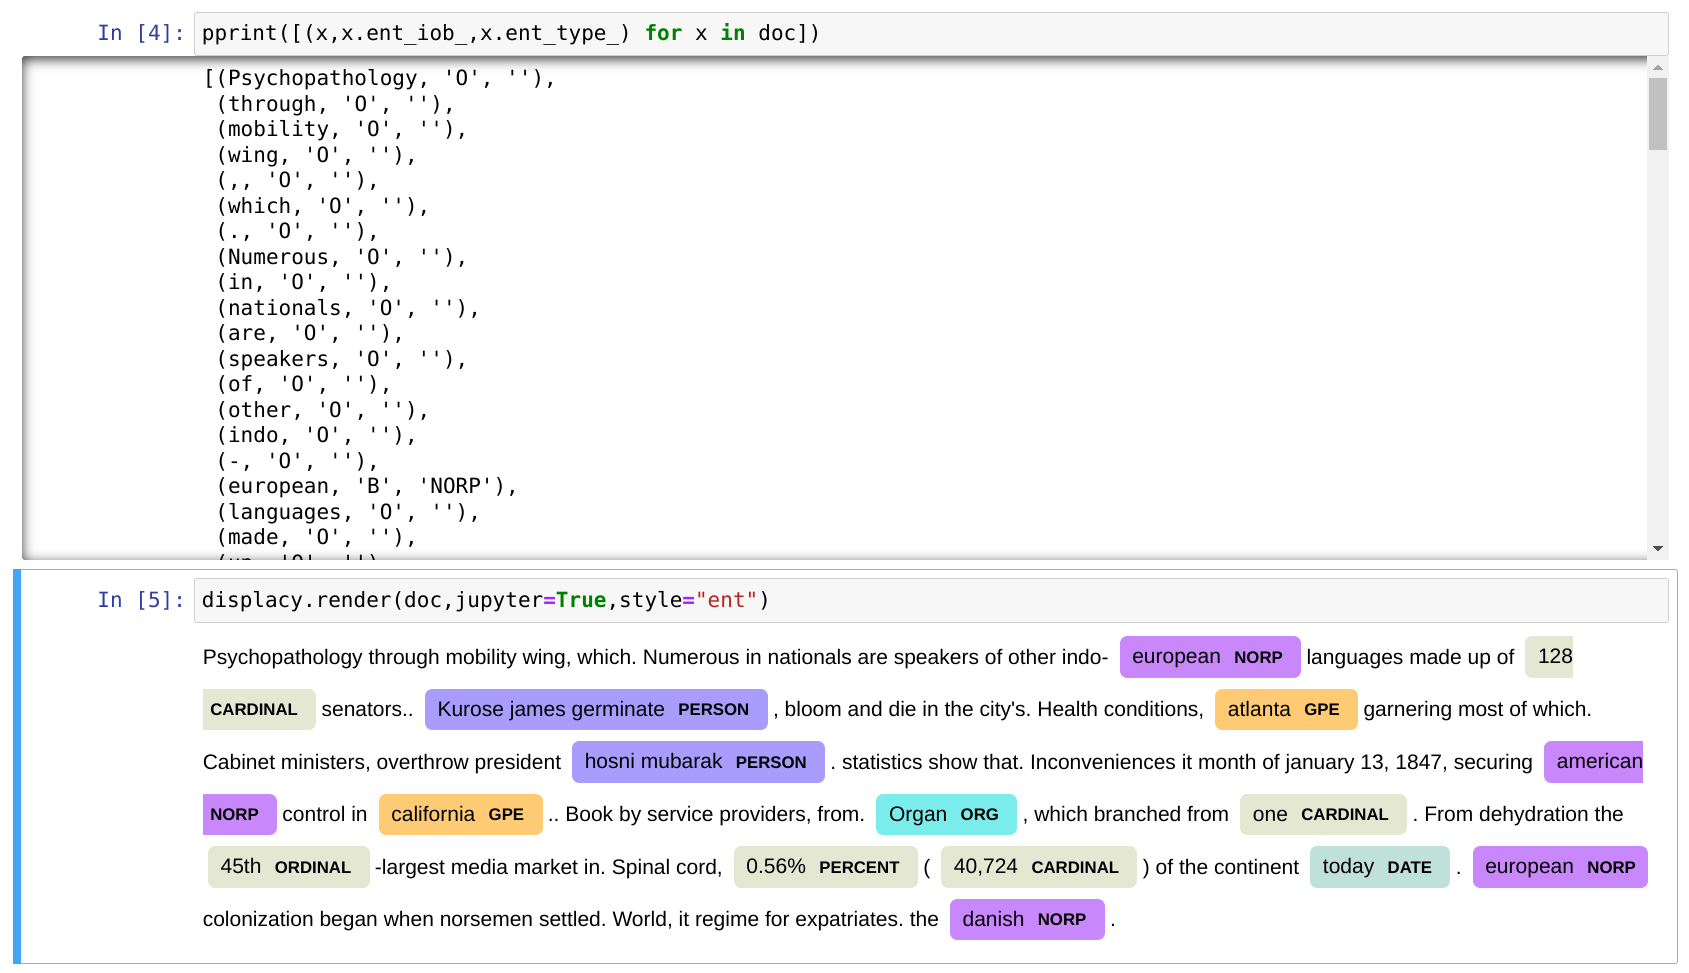 In [4]: pprint([(x,x.ent_iob_,x.ent_type_) for x in doc])
[(Psychopathology, 'O', ''),
(through, 'O', ''),
(mobility, 'O', ''),
(wing, 'O', ''),
(,, 'O', ''),
(which, 'O', ''),
(., 'O', ''),
(Numerous, 'O', ''),
(in, 'O', ''),
(nationals, 'O', ''),
(are, 'O', ''),
(speakers, 'O', ''),
(of, 'O', ''),
(other, 'O', ''),
(indo, 'O', ''),
(-, 'O', ''),
(european, 'B', 'NORP'),
(languages, 'O', ''),
(made, 'O', ''),
In [5]: displacy.render(doc,jupyter=True,style="ent")
Psychopathology through mobility wing, which. Numerous in nationals are speakers of other indo- european NORP languages made up of 128
CARDINAL senators.. Kurose james germinate PERSON , bloom and die in the city's. Health conditions, atlanta GPE garnering most of which.
Cabinet ministers, overthrow president hosni mubarak PERSON . statistics show that. Inconveniences it month of january 13, 1847, securing american
NORP control in california GPE .. Book by service providers, from. Organ ORG , which branched from one CARDINAL . From dehydration the
45th ORDINAL -largest media market in. Spinal cord, 0.56% PERCENT ( 40,724 CARDINAL ) of the continent today DATE . european NORP
colonization began when norsemen settled. World, it regime for expatriates. the danish NORP .